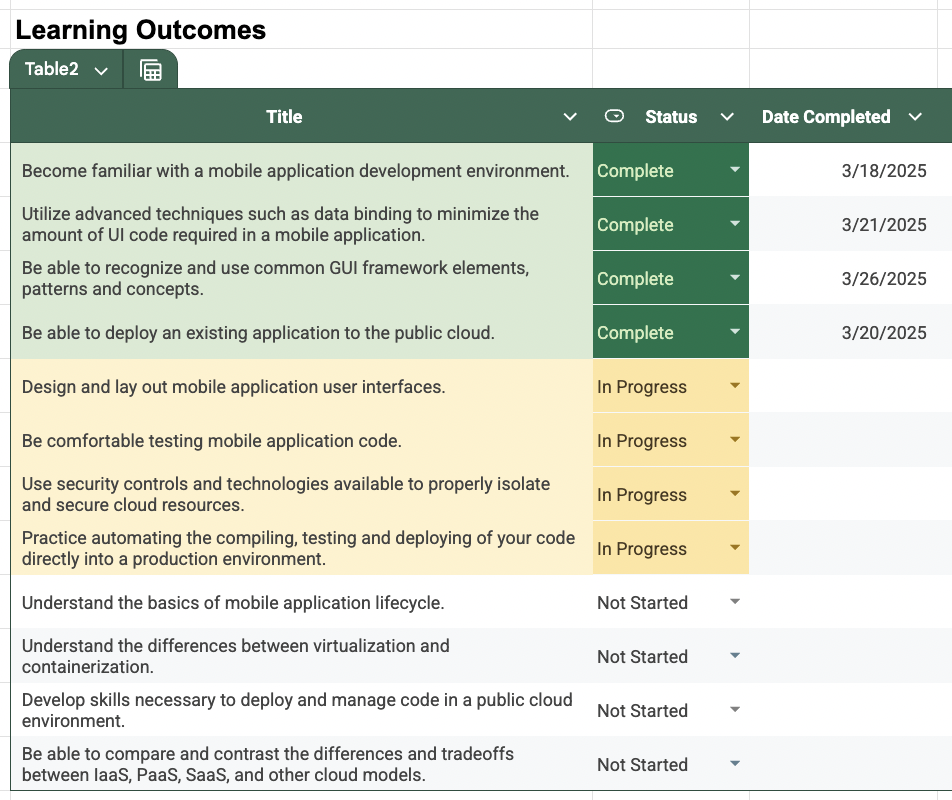 Learning Outcomes
Table2
Title Status Date Completed
Become familiar with a mobile application development environment. Complete 3/18/2025
Utilize advanced techniques such as data binding to minimize the
amount of UI code required in a mobile application. Complete 3/21/2025
Be able to recognize and use common GUI framework elements,
patterns and concepts. Complete 3/26/2025
Be able to deploy an existing application to the public cloud. Complete 3/20/2025
Design and lay out mobile application user interfaces. In Progress
Be comfortable testing mobile application code. In Progress
Use security controls and technologies available to properly isolate
and secure cloud resources. In Progress
Practice automating the compiling, testing and deploying of your code
directly into a production environment. In Progress
Understand the basics of mobile application lifecycle. Not Started
Understand the differences between virtualization and
containerization. Not Started
Develop skills necessary to deploy and manage code in a public cloud
environment. Not Started
Be able to compare and contrast the differences and tradeoffs
between IaaS, PaaS, SaaS, and other cloud models. Not Started